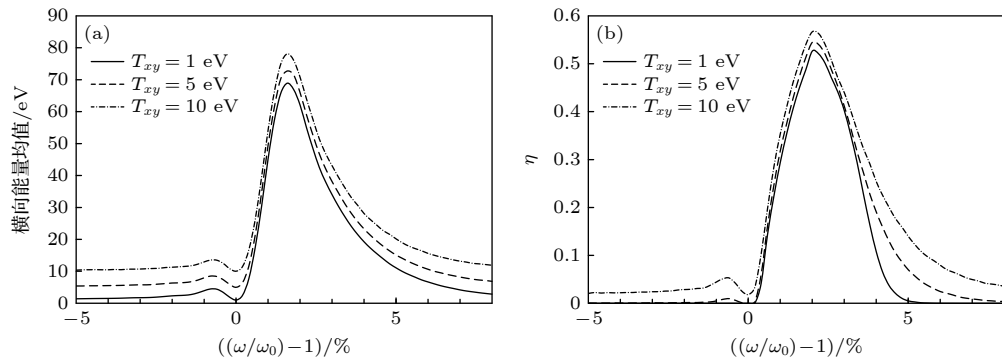 (a)
T_xy = 1 eV
T_xy = 5 eV
T_xy = 10 eV
横向能量均值/eV
90
80
70
60
50
40
30
20
10
0
−5
0
5
((ω/ω₀)−1)/%
(b)
T_xy = 1 eV
T_xy = 5 eV
T_xy = 10 eV
η
0.6
0.5
0.4
0.3
0.2
0.1
0
−5
0
5
((ω/ω₀)−1)/%